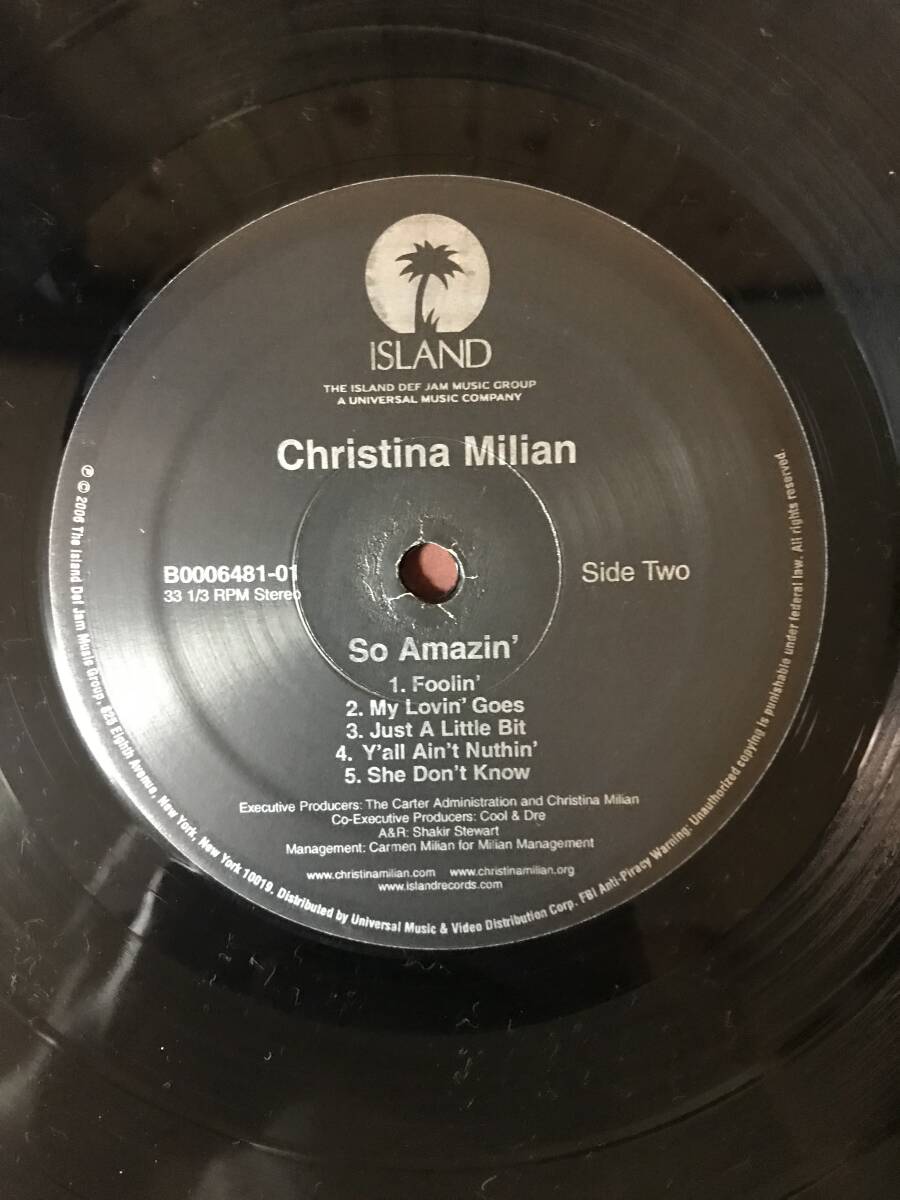 ISLAND
THE ISLAND DEF JAM MUSIC GROUP
A UNIVERSAL MUSIC COMPANY
Christina Milian
B0006481-01
33 1/3 RPM Stereo
Side Two
So Amazin'
1. Foolin'
2. My Lovin' Goes
3. Just A Little Bit
4. Y'all Ain't Nuthin'
5. She Don't Know
Executive Producers: The Carter Administration and Christina Milian
Co-Executive Producers: Cool & Dre
A&R: Shakir Stewart
Management: Carmen Milian for Milian Management
www.christinamilian.com www.christinamilian.org
www.islandrecords.com
℗ © 2006 The Island Def Jam Music Group, 825 Eighth Avenue, New York, New York 10019. Distributed by Universal Music & Video Distribution Corp. FBI Anti-Piracy Warning: Unauthorized copying is punishable under federal law. All rights reserved.